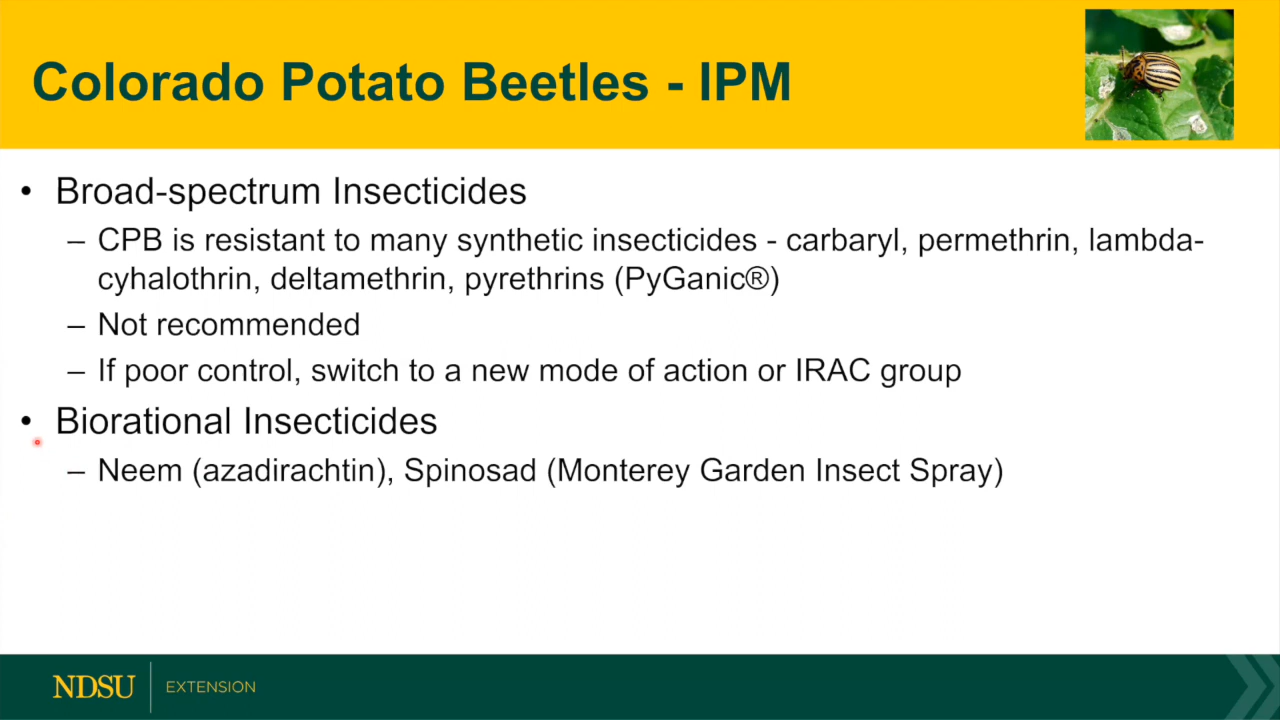 Colorado Potato Beetles - IPM
• Broad-spectrum Insecticides
– CPB is resistant to many synthetic insecticides - carbaryl, permethrin, lambda-
cyhalothrin, deltamethrin, pyrethrins (PyGanic®)
– Not recommended
– If poor control, switch to a new mode of action or IRAC group
• Biorational Insecticides
– Neem (azadirachtin), Spinosad (Monterey Garden Insect Spray)
NDSU EXTENSION